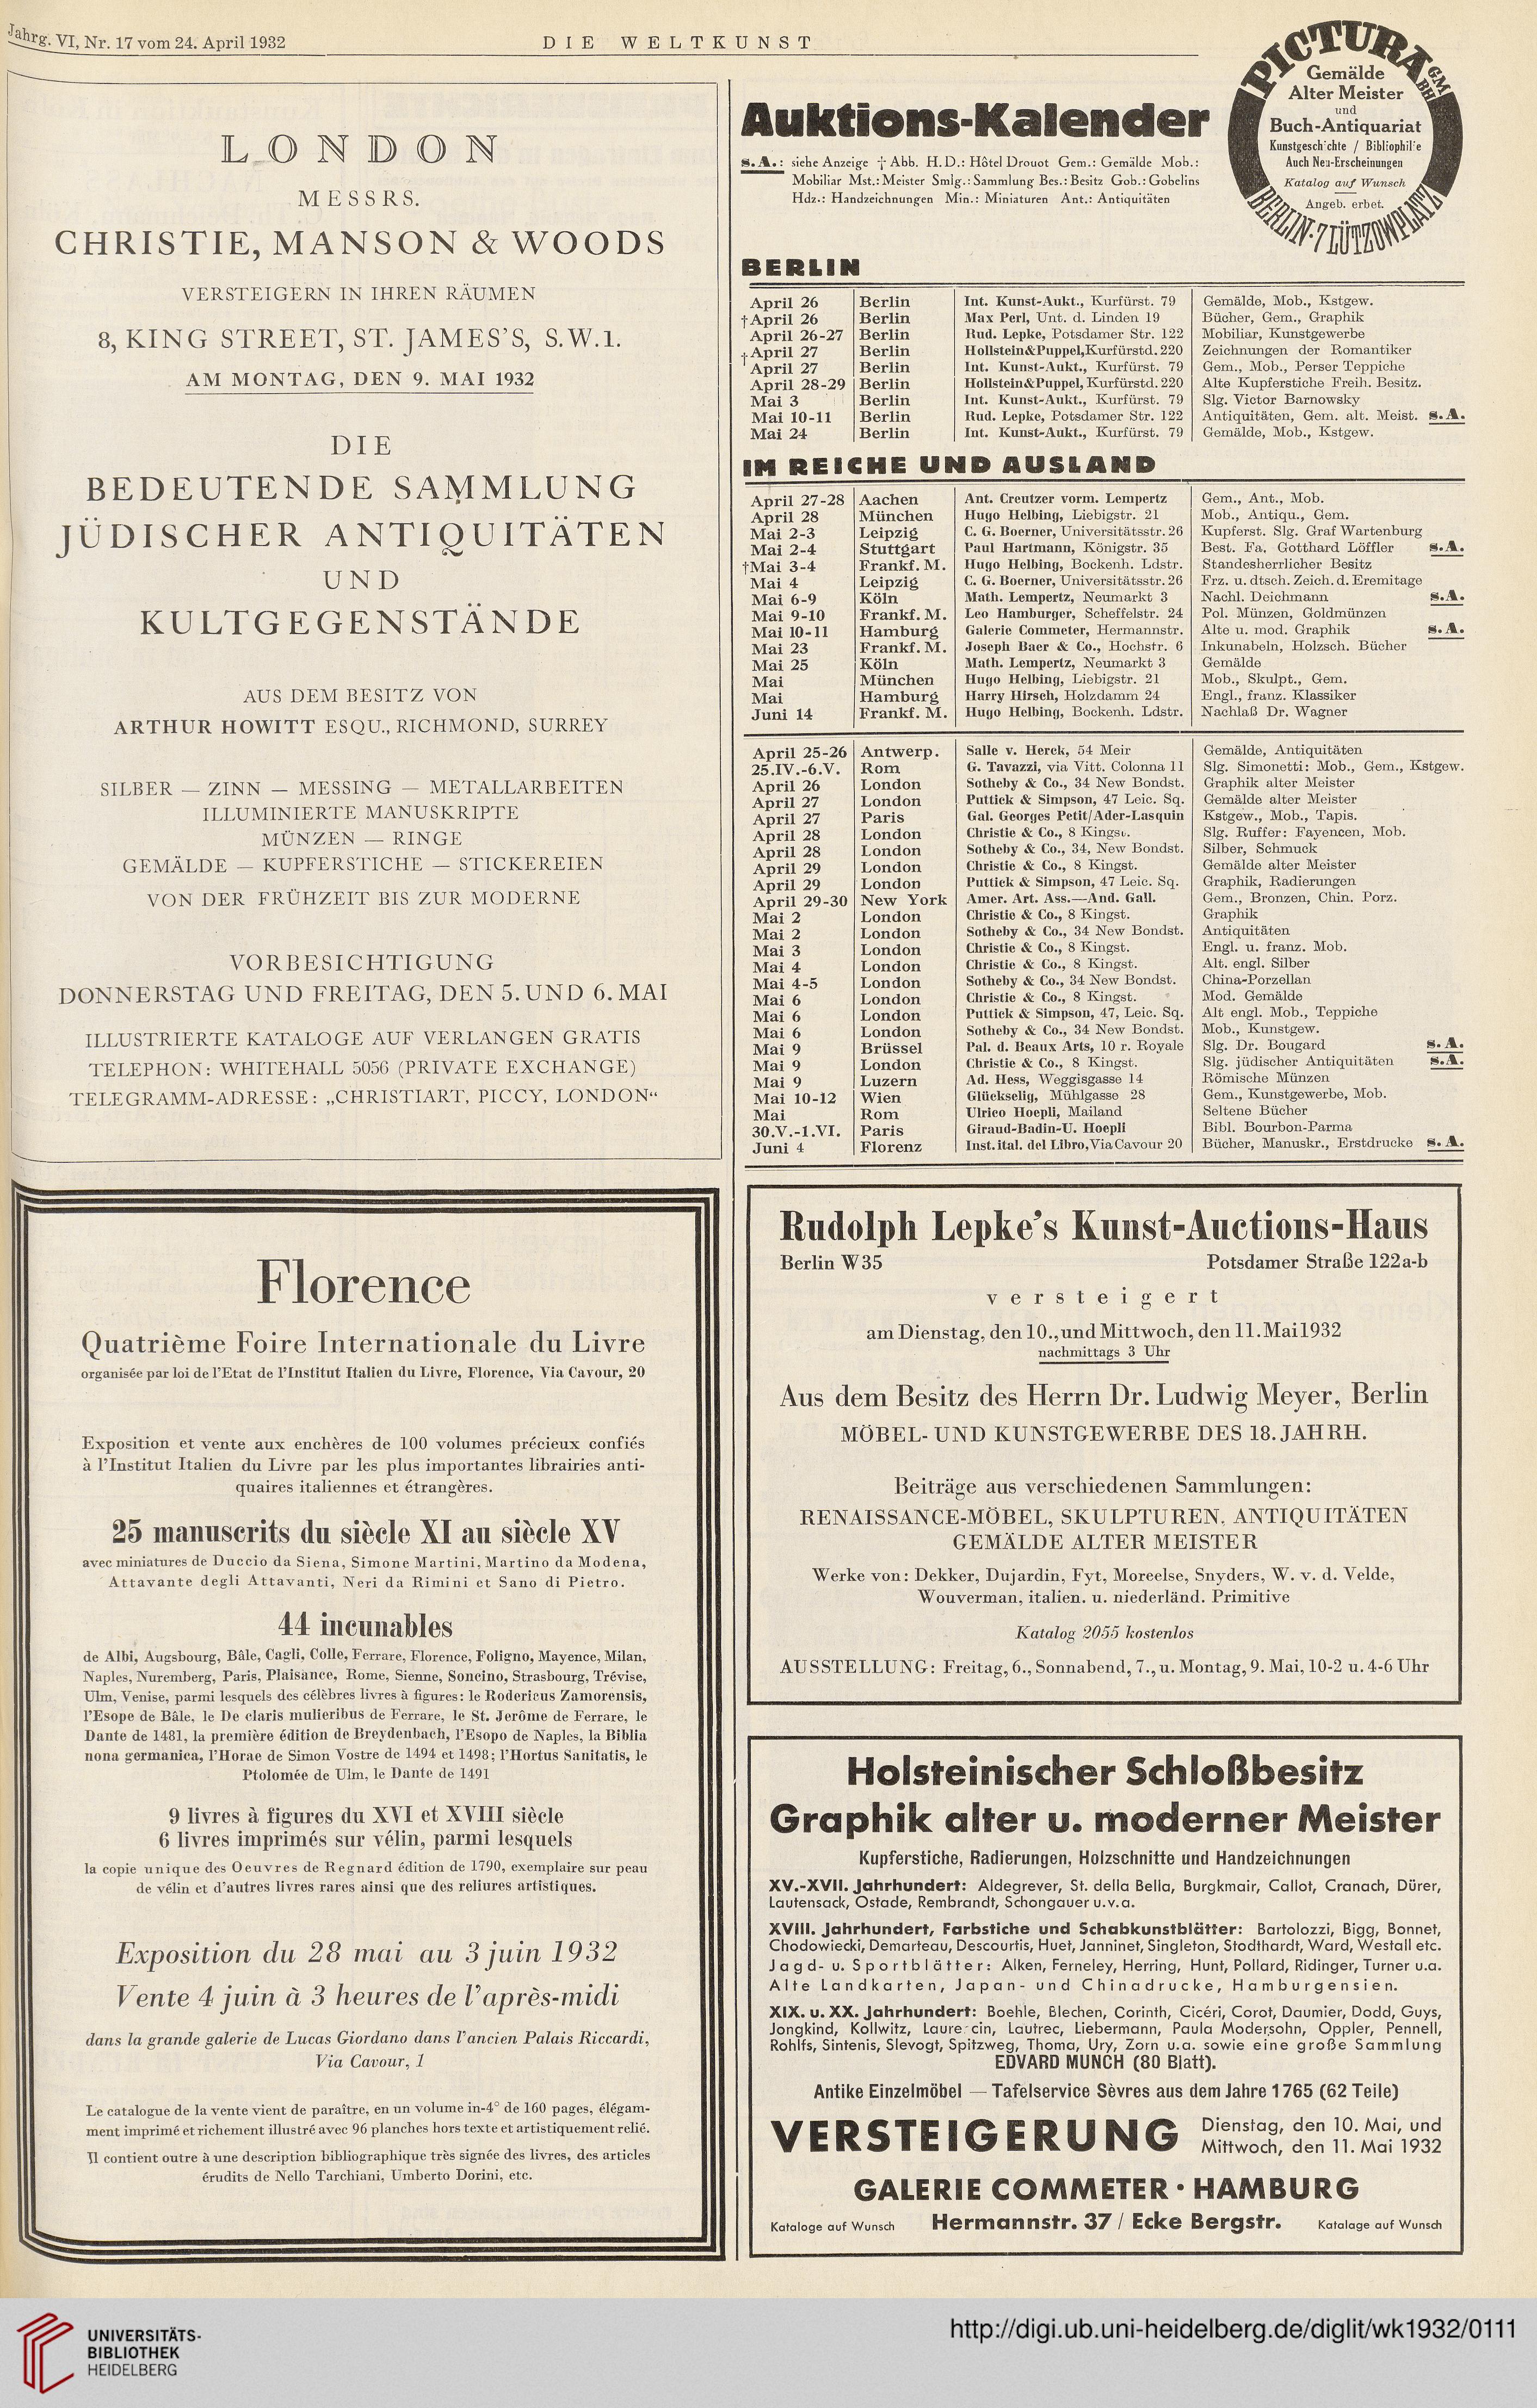 Jahrg. VI, Nr. 17 vom 24. April 1932
DIE WELTKUNST
LONDON
MESSRS.
CHRISTIE, MANSON & WOODS
VERSTEIGERN IN IHREN RÄUMEN
8, KING STREET, ST. JAMES'S, S.W.1.
AM MONTAG, DEN 9. MAI 1932
DIE
BEDEUTENDE SAMMLUNG
JÜDISCHER ANTIQUITÄTEN
UND
KULTGEGENSTÄNDE
AUS DEM BESITZ VON
ARTHUR HOWITT ESQU., RICHMOND, SURREY
SILBER — ZINN — MESSING — METALLARBEITEN
ILLUMINIERTE MANUSKRIPTE
MÜNZEN — RINGE
GEMÄLDE — KUPFERSTICHE — STICKEREIEN
VON DER FRÜHZEIT BIS ZUR MODERNE
VORBESICHTIGUNG
DONNERSTAG UND FREITAG, DEN 5. UND 6. MAI
ILLUSTRIERTE KATALOGE AUF VERLANGEN GRATIS
TELEPHON: WHITEHALL 5056 (PRIVATE EXCHANGE)
TELEGRAMM-ADRESSE: „CHRISTIART, PICCY, LONDON“
Florence
Quatrième Foire Internationale du Livre
organisée par loi de l'Etat de l'Institut Italien du Livre, Florence, Via Cavour, 20
Exposition et vente aux enchères de 100 volumes précieux confiés
à l'Institut Italien du Livre par les plus importantes librairies anti-
quaires italiennes et étrangères.
25 manuscrits du siècle XI au siècle XV
avec miniatures de Duccio da Siena, Simone Martini, Martino da Modena,
Attavante degli Attavanti, Neri da Rimini et Sano di Pietro.
44 incunables
de Albi, Augsbourg, Bâle, Cagli, Colle, Ferrare, Florence, Foligno, Mayence, Milan,
Naples, Nuremberg, Paris, Plaisance, Rome, Sienne, Soncino, Strasbourg, Trévise,
Ulm, Venise, parmi lesquels des célèbres livres à figures: le Rodericus Zamorensis,
l'Esope de Bâle, le De claris mulieribus de Ferrare, le St. Jerôme de Ferrare, le
Dante de 1481, la première édition de Breydenbach, l'Esopo de Naples, la Biblia
nona germanica, l'Horae de Simon Vostre de 1494 et 1498; l'Hortus Sanitatis, le
Ptolomée de Ulm, le Dante de 1491
9 livres à figures du XVI et XVIII siècle
6 livres imprimés sur vélin, parmi lesquels
la copie unique des Oeuvres de Regnard édition de 1790, exemplaire sur peau
de vélin et d'autres livres rares ainsi que des reliures artistiques.
Exposition du 28 mai au 3 juin 1932
Vente 4 juin à 3 heures de l'après-midi
dans la grande galerie de Lucas Giordano dans l'ancien Palais Riccardi,
Via Cavour, 1
Le catalogue de la vente vient de paraître, en un volume in-4° de 160 pages, élégam-
ment imprimé et richement illustré avec 96 planches hors texte et artistiquement relié.
Il contient outre à une description bibliographique très signée des livres, des articles
érudits de Nello Tarchiani, Umberto Dorini, etc.
Auktions-Kalender
s. A.: siehe Anzeige † Abb. H.D.: Hôtel Drouot Gem.: Gemälde Mob.:
Mobiliar Mst.: Meister Smlg.: Sammlung Bes.: Besitz Gob.: Gobelins
Hdz.: Handzeichnungen Min.: Miniaturen Ant.: Antiquitäten
PICTURA GMBH
Gemälde
Alter Meister
und
Buch-Antiquariat
Kunstgeschichte / Bibliophilie
Auch Neu-Erscheinungen
Katalog auf Wunsch
Angeb. erbet.
BERLIN·7 LÜTZOWPLATZ
BERLIN
April 26 Berlin Int. Kunst-Aukt., Kurfürst. 79 Gemälde, Mob., Kstgew.
†April 26 Berlin Max Perl, Unt. d. Linden 19 Bücher, Gem., Graphik
April 26-27 Berlin Rud. Lepke, Potsdamer Str. 122 Mobiliar, Kunstgewerbe
†April 27 Berlin Hollstein&Puppel, Kurfürstd. 220 Zeichnungen der Romantiker
April 27 Berlin Int. Kunst-Aukt., Kurfürst. 79 Gem., Mob., Perser Teppiche
April 28-29 Berlin Hollstein&Puppel, Kurfürstd. 220 Alte Kupferstiche Freih. Besitz.
Mai 3 Berlin Int. Kunst-Aukt., Kurfürst. 79 Slg. Victor Barnowsky
Mai 10-11 Berlin Rud. Lepke, Potsdamer Str. 122 Antiquitäten, Gem. alt. Meist. s. A.
Mai 24 Berlin Int. Kunst-Aukt., Kurfürst. 79 Gemälde, Mob., Kstgew.
IM REICHE UND AUSLAND
April 27-28 Aachen Ant. Creutzer vorm. Lempertz Gem., Ant., Mob.
April 28 München Hugo Helbing, Liebigstr. 21 Mob., Antiqu., Gem.
Mai 2-3 Leipzig C. G. Boerner, Universitätsstr. 26 Kupferst. Slg. Graf Wartenburg
Mai 2-4 Stuttgart Paul Hartmann, Königstr. 35 Best. Fa. Gotthard Löffler s. A.
†Mai 3-4 Frankf. M. Hugo Helbing, Bockenh. Ldstr. Standesherrlicher Besitz
Mai 4 Leipzig C. G. Boerner, Universitätsstr. 26 Frz. u. dtsch. Zeich. d. Eremitage
Mai 6-9 Köln Math. Lempertz, Neumarkt 3 Nachl. Deichmann s. A.
Mai 9-10 Frankf. M. Leo Hamburger, Scheffelstr. 24 Pol. Münzen, Goldmünzen
Mai 10-11 Hamburg Galerie Commeter, Hermannstr. Alte u. mod. Graphik s. A.
Mai 23 Frankf. M. Joseph Baer & Co., Hochstr. 6 Inkunabeln, Holzsch. Bücher
Mai 25 Köln Math. Lempertz, Neumarkt 3 Gemälde
Mai München Hugo Helbing, Liebigstr. 21 Mob., Skulpt., Gem.
Mai Hamburg Harry Hirsch, Holzdamm 24 Engl., franz. Klassiker
Juni 14 Frankf. M. Hugo Helbing, Bockenh. Ldstr. Nachlaß Dr. Wagner
April 25-26 Antwerp. Salle v. Herck, 54 Meir Gemälde, Antiquitäten
25.IV.-6.V. Rom G. Tavazzi, via Vitt. Colonna 11 Slg. Simonetti: Mob., Gem., Kstgew.
April 26 London Sotheby & Co., 34 New Bondst. Graphik alter Meister
April 27 London Puttick & Simpson, 47 Leic. Sq. Gemälde alter Meister
April 27 Paris Gal. Georges Petit/Ader-Lasquin Kstgew., Mob., Tapis.
April 28 London Christie & Co., 8 Kingst. Slg. Ruffer: Fayencen, Mob.
April 28 London Sotheby & Co., 34, New Bondst. Silber, Schmuck
April 29 London Christie & Co., 8 Kingst. Gemälde alter Meister
April 29 London Puttick & Simpson, 47 Leic. Sq. Graphik, Radierungen
April 29-30 New York Amer. Art. Ass.—And. Gall. Gem., Bronzen, Chin. Porz.
Mai 2 London Christie & Co., 8 Kingst. Graphik
Mai 2 London Sotheby & Co., 34 New Bondst. Antiquitäten
Mai 3 London Christie & Co., 8 Kingst. Engl. u. franz. Mob.
Mai 4 London Christie & Co., 8 Kingst. Alt. engl. Silber
Mai 4-5 London Sotheby & Co., 34 New Bondst. China-Porzellan
Mai 6 London Christie & Co., 8 Kingst. Mod. Gemälde
Mai 6 London Puttick & Simpson, 47, Leic. Sq. Alt engl. Mob., Teppiche
Mai 6 London Sotheby & Co., 34 New Bondst. Mob., Kunstgew.
Mai 9 Brüssel Pal. d. Beaux Arts, 10 r. Royale Slg. Dr. Bougard s. A.
Mai 9 London Christie & Co., 8 Kingst. Slg. jüdischer Antiquitäten s. A.
Mai 9 Luzern Ad. Hess, Weggisgasse 14 Römische Münzen
Mai 10-12 Wien Glückselig, Mühlgasse 28 Gem., Kunstgewerbe, Mob.
Mai Rom Ulrico Hoepli, Mailand Seltene Bücher
30.V.-1.VI. Paris Giraud-Badin-U. Hoepli Bibl. Bourbon-Parma
Juni 4 Florenz Inst. ital. del Libro, Via Cavour 20 Bücher, Manuskr., Erstdrucke s. A.
Rudolph Lepke's Kunst-Auctions-Haus
Berlin W 35 Potsdamer Straße 122 a-b
versteigert
am Dienstag, den 10., und Mittwoch, den 11. Mai 1932
nachmittags 3 Uhr
Aus dem Besitz des Herrn Dr. Ludwig Meyer, Berlin
MÖBEL- UND KUNSTGEWERBE DES 18. JAHRH.
Beiträge aus verschiedenen Sammlungen:
RENAISSANCE-MÖBEL, SKULPTUREN, ANTIQUITÄTEN
GEMÄLDE ALTER MEISTER
Werke von: Dekker, Dujardin, Fyt, Moreelse, Snyders, W. v. d. Velde,
Wouverman, italien. u. niederländ. Primitive
Katalog 2055 kostenlos
AUSSTELLUNG: Freitag, 6., Sonnabend, 7., u. Montag, 9. Mai, 10-2 u. 4-6 Uhr
Holsteinischer Schloßbesitz
Graphik alter u. moderner Meister
Kupferstiche, Radierungen, Holzschnitte und Handzeichnungen
XV.-XVII. Jahrhundert: Aldegrever, St. della Bella, Burgkmair, Callot, Cranach, Dürer,
Lautensack, Ostade, Rembrandt, Schongauer u.v.a.
XVIII. Jahrhundert, Farbstiche und Schabkunstblätter: Bartolozzi, Bigg, Bonnet,
Chodowiecki, Demarteau, Descourtis, Huet, Janninet, Singleton, Stodthardt, Ward, Westall etc.
Jagd- u. Sportblätter: Alken, Ferneley, Herring, Hunt, Pollard, Ridinger, Turner u.a.
Alte Landkarten, Japan- und Chinadrucke, Hamburgensien.
XIX. u. XX. Jahrhundert: Boehle, Blechen, Corinth, Cicéri, Corot, Daumier, Dodd, Guys,
Jongkind, Kollwitz, Laurencin, Lautrec, Liebermann, Paula Modersohn, Oppler, Pennell,
Rohlfs, Sintenis, Slevogt, Spitzweg, Thoma, Ury, Zorn u.a. sowie eine große Sammlung
EDVARD MUNCH (80 Blatt).
Antike Einzelmöbel — Tafelservice Sèvres aus dem Jahre 1765 (62 Teile)
VERSTEIGERUNG Dienstag, den 10. Mai, und
Mittwoch, den 11. Mai 1932
GALERIE COMMETER · HAMBURG
Kataloge auf Wunsch Hermannstr. 37 / Ecke Bergstr. Katalage auf Wunsch
UNIVERSITÄTS-
BIBLIOTHEK
HEIDELBERG
http://digi.ub.uni-heidelberg.de/diglit/wk1932/0111